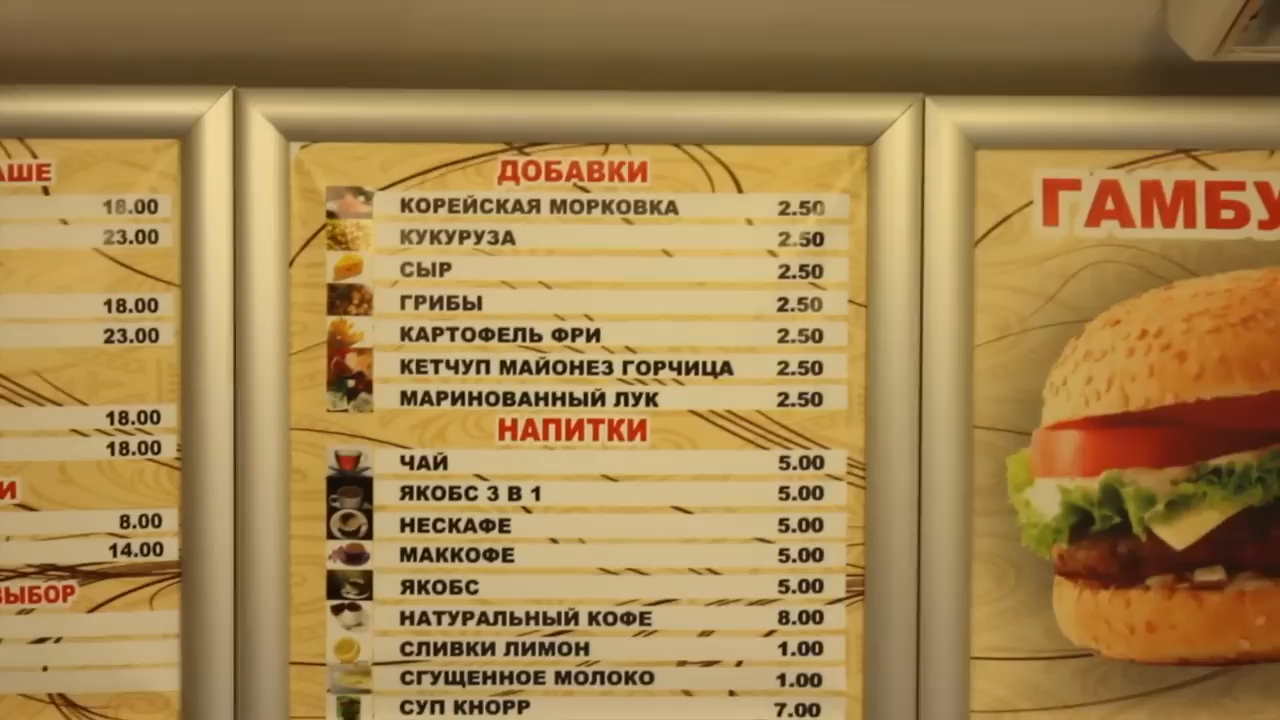 АШЕ
18.00
23.00
18.00
23.00
18.00
18.00
И
8.00
14.00
ВЫБОР
ДОБАВКИ
КОРЕЙСКАЯ МОРКОВКА 2.50
КУКУРУЗА 2.50
СЫР 2.50
ГРИБЫ 2.50
КАРТОФЕЛЬ ФРИ 2.50
КЕТЧУП МАЙОНЕЗ ГОРЧИЦА 2.50
МАРИНОВАННЫЙ ЛУК 2.50
НАПИТКИ
ЧАЙ 5.00
ЯКОБС 3 В 1 5.00
НЕСКАФЕ 5.00
МАККОФЕ 5.00
ЯКОБС 5.00
НАТУРАЛЬНЫЙ КОФЕ 8.00
СЛИВКИ ЛИМОН 1.00
СГУЩЕННОЕ МОЛОКО 1.00
СУП КНОРР 7.00
ГАМБУ